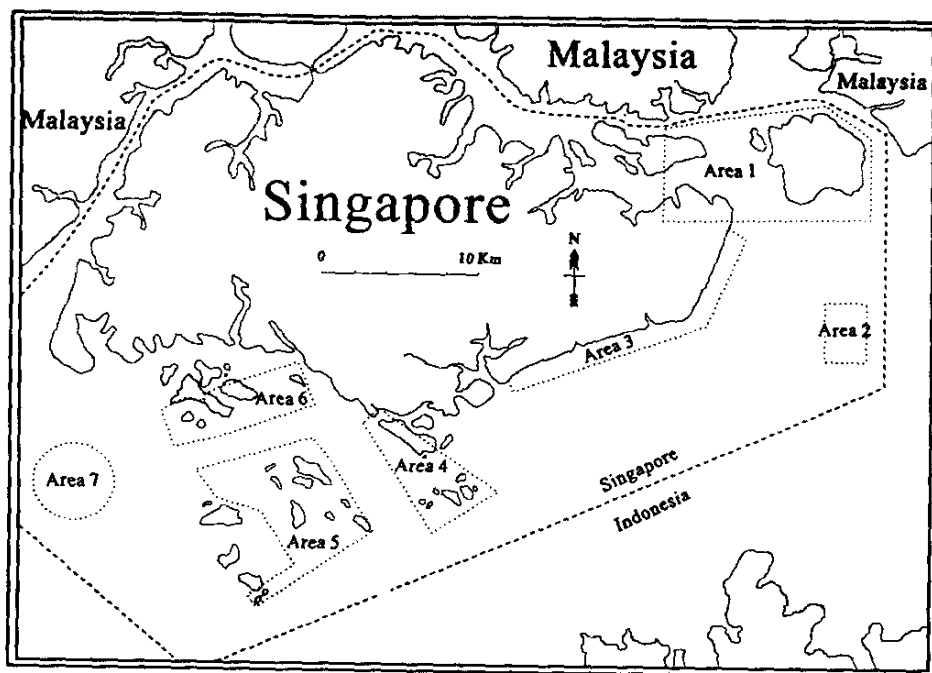 Malaysia
Malaysia
Malaysia
Area 1
Singapore
N
0 10 Km
Area 2
Area 3
Area 6
Area 4
Area 7
Singapore
Indonesia
Area 5